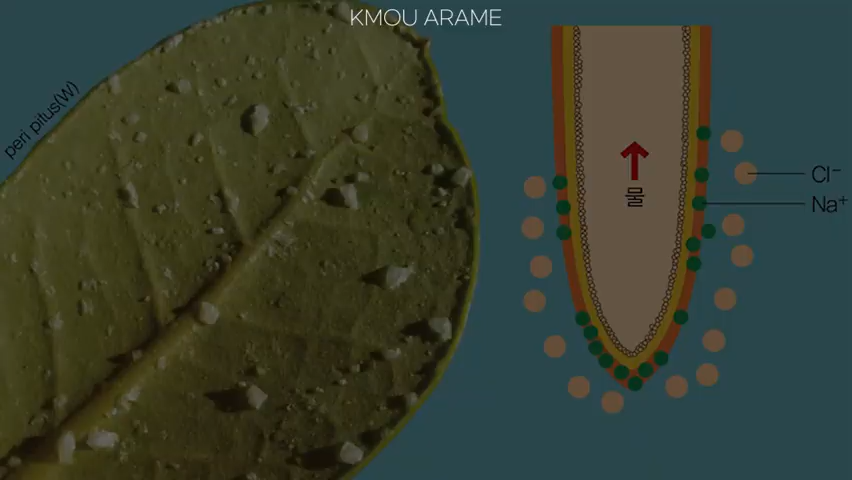 KMOU ARAME
peri pitus(W)
Cl⁻
Na⁺
물